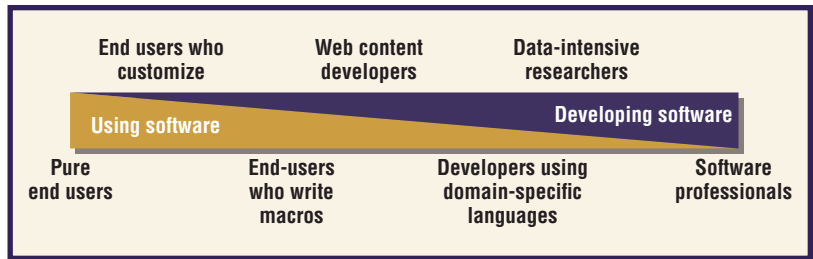 End users who
customize
Web content
developers
Data-intensive
researchers
Developing software
Using software
Pure
end users
End-users
who write
macros
Developers using
domain-specific
languages
Software
professionals